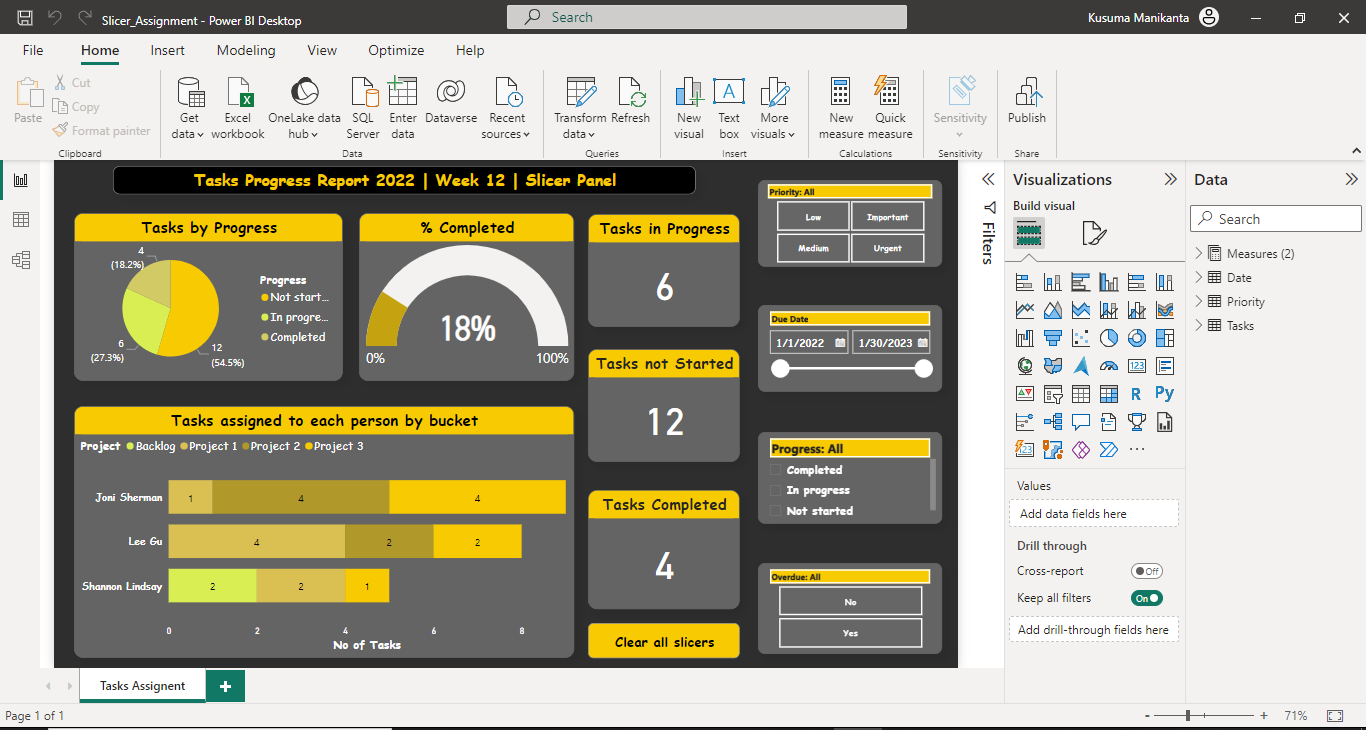 Slicer_Assignment - Power BI Desktop
Search
Kusuma Manikanta
File Home Insert Modeling View Optimize Help
Paste
Cut
Copy
Format painter
Clipboard
Get data
Excel workbook
OneLake data hub
SQL Server
Enter data
Dataverse
Recent sources
Data
Transform data
Refresh
Queries
New visual
Text box
More visuals
Insert
New measure
Quick measure
Calculations
Sensitivity
Sensitivity
Publish
Share
Tasks Progress Report 2022 | Week 12 | Slicer Panel
Tasks by Progress
4
(18.2%)
6
(27.3%)
12
(54.5%)
Progress
Not start...
In progre...
Completed
% Completed
18%
0%
100%
Tasks in Progress
6
Tasks not Started
12
Tasks Completed
4
Clear all slicers
Tasks assigned to each person by bucket
Project Backlog Project 1 Project 2 Project 3
Joni Sherman 1 4 4
Lee Gu 4 2 2
Shannon Lindsay 2 2 1
0 2 4 6 8
No of Tasks
Priority: All
Low Important
Medium Urgent
Due Date
1/1/2022 1/30/2023
Progress: All
Completed
In progress
Not started
Overdue: All
No
Yes
Filters
Visualizations
Build visual
123
R Py
123
Values
Add data fields here
Drill through
Cross-report Off
Keep all filters On
Add drill-through fields here
Data
Search
Measures (2)
Date
Priority
Tasks
Tasks Assignent
+
Page 1 of 1
- + 71%